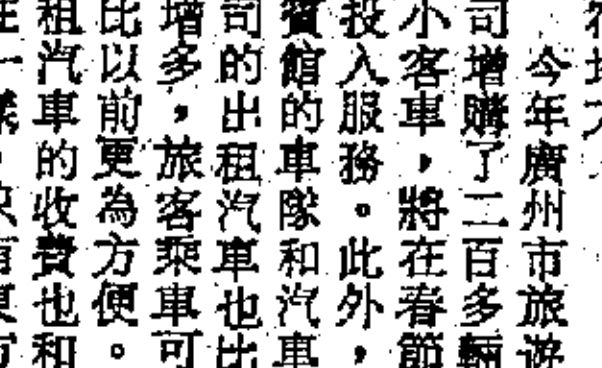 今年廣州市旅遊
司增購了二百多輛
小客車，將在春節
投入服務。此外，
賓館的車隊和汽車
司的出租汽車也比
增多，旅客乘車可
比以前更為方便。
租汽車的收費也和